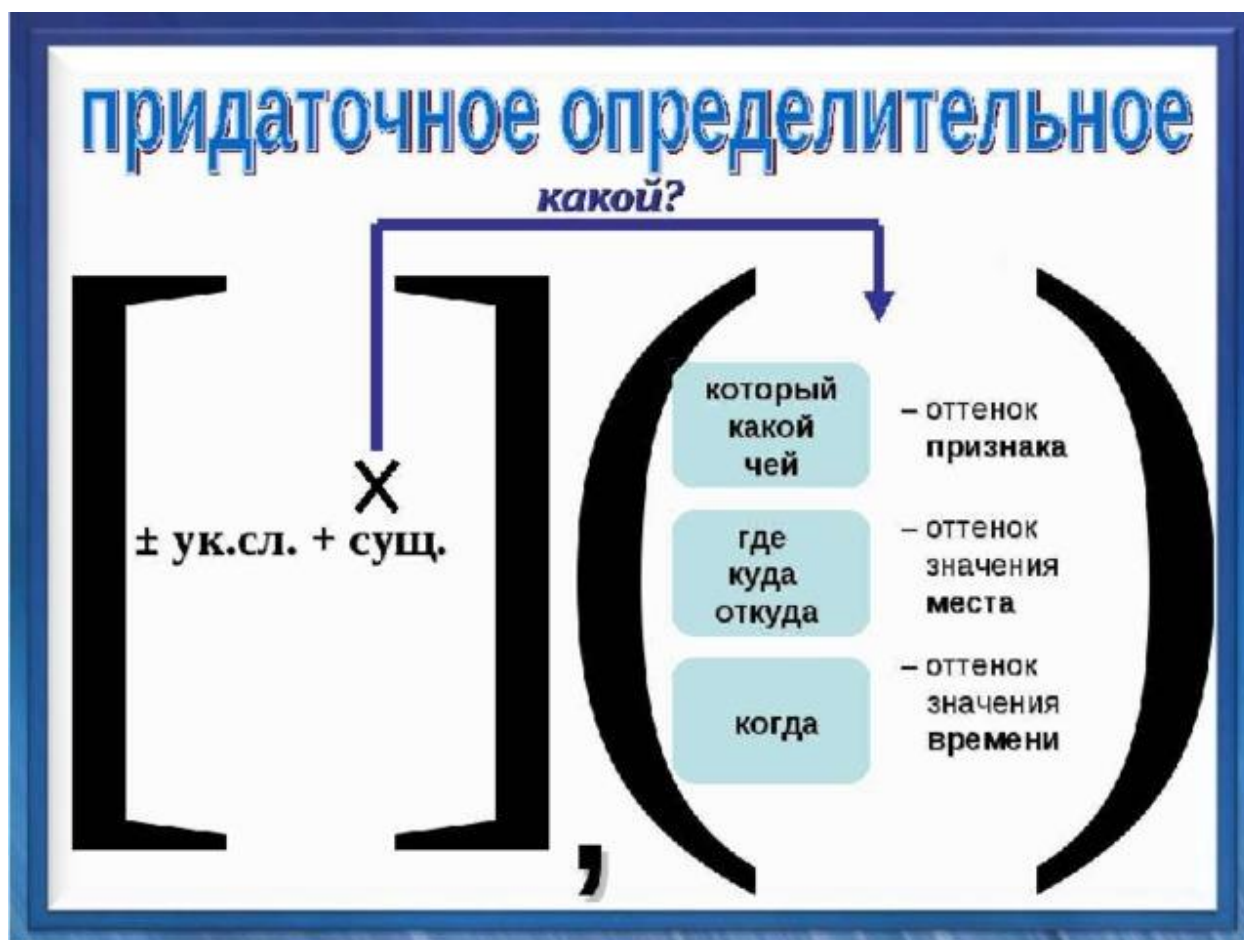 придаточное определительное
какой?
[ ] , ( )
х
± ук.сл. + сущ.
который
какой
чей
– оттенок
признака
где
куда
откуда
– оттенок
значения
места
когда
– оттенок
значения
времени